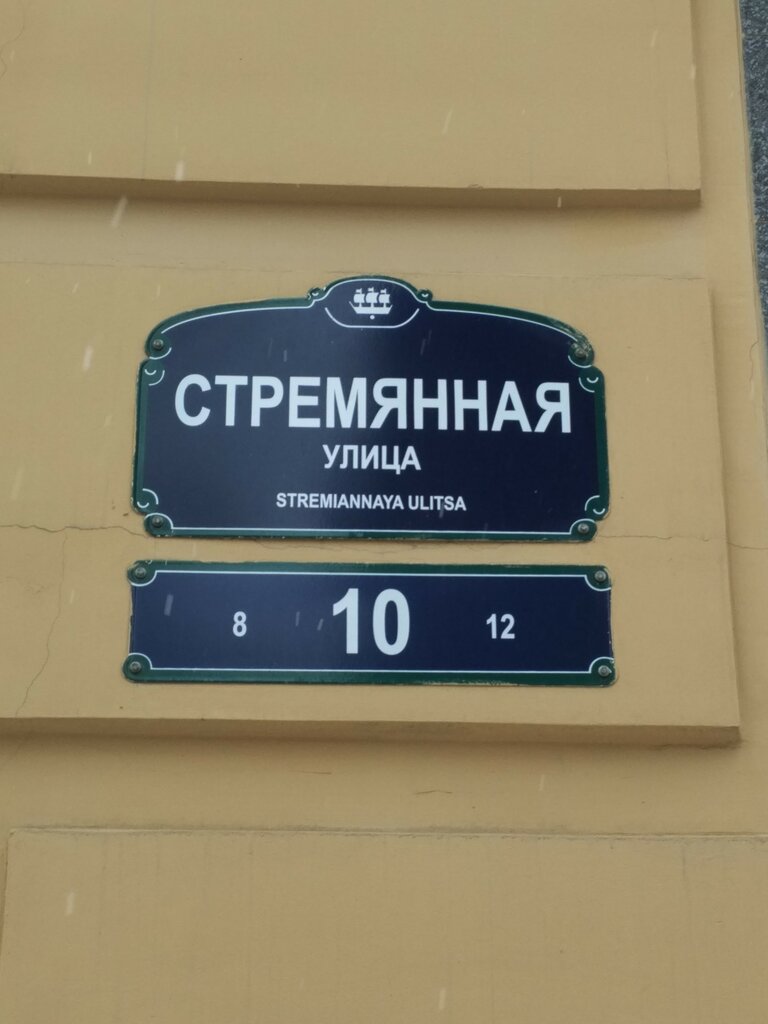 СТРЕМЯННАЯ
УЛИЦА
STREMIANNAYA ULITSA
8 10 12